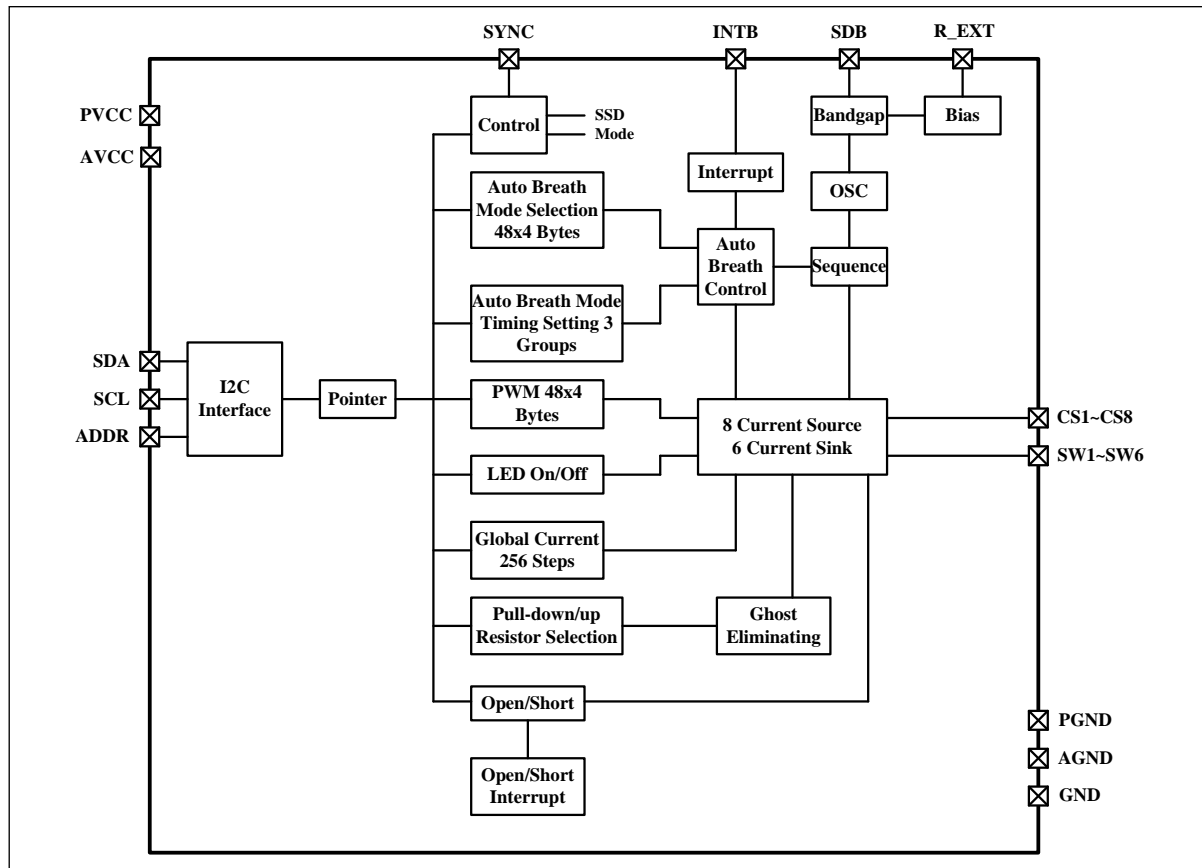 SYNC
INTB
SDB
R_EXT
PVCC
AVCC
Control
SSD
Mode
Bandgap
Bias
Interrupt
OSC
Auto Breath
Mode Selection
48x4 Bytes
Auto
Breath
Control
Sequence
Auto Breath Mode
Timing Setting 3
Groups
SDA
SCL
ADDR
I2C
Interface
Pointer
PWM 48x4
Bytes
8 Current Source
6 Current Sink
CS1~CS8
SW1~SW6
LED On/Off
Global Current
256 Steps
Pull-down/up
Resistor Selection
Ghost
Eliminating
Open/Short
Open/Short
Interrupt
PGND
AGND
GND